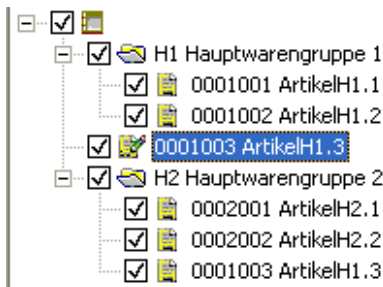 H1 Hauptwarengruppe 1
0001001 ArtikelH1.1
0001002 ArtikelH1.2
0001003 ArtikelH1.3
H2 Hauptwarengruppe 2
0002001 ArtikelH2.1
0002002 ArtikelH2.2
0001003 ArtikelH1.3